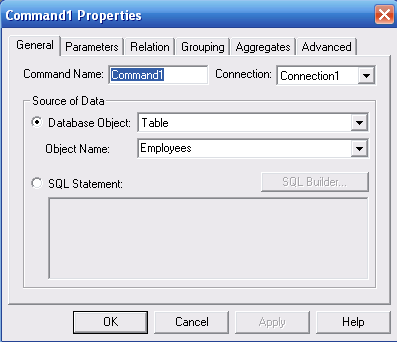 Command1 Properties
General Parameters Relation Grouping Aggregates Advanced
Command Name: Command1 Connection: Connection1
Source of Data
Database Object: Table
Object Name: Employees
SQL Statement: SQL Builder...
OK Cancel Apply Help